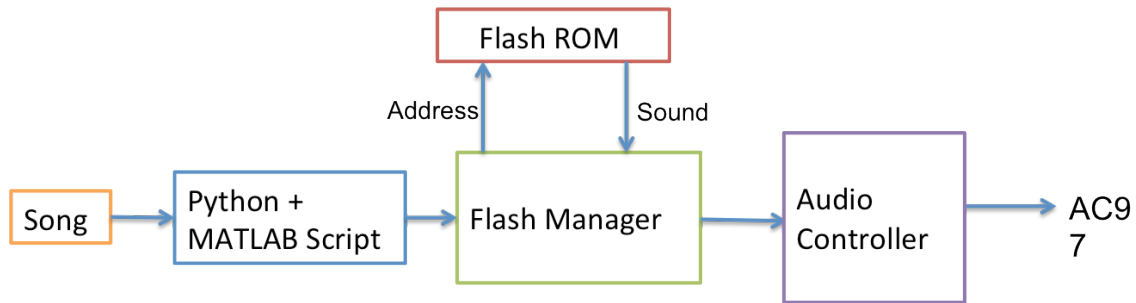 Flash ROM
Address
Sound
Song
Python +
MATLAB Script
Flash Manager
Audio
Controller
AC9
7